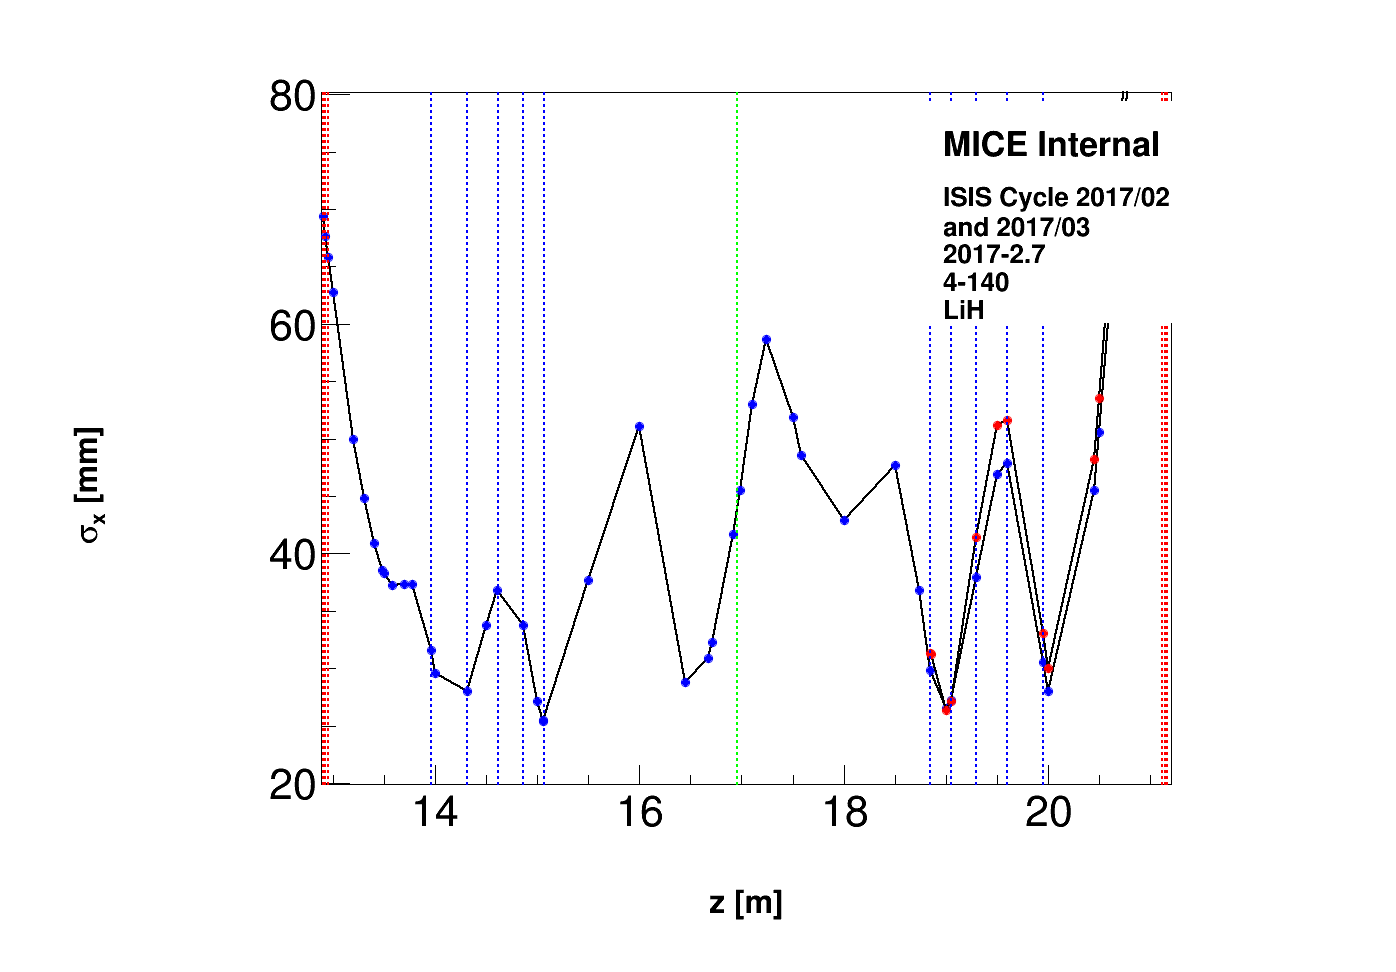 80
MICE Internal
ISIS Cycle 2017/02
and 2017/03
2017-2.7
4-140
LiH
60
σx [mm]
40
20
14 16 18 20
z [m]